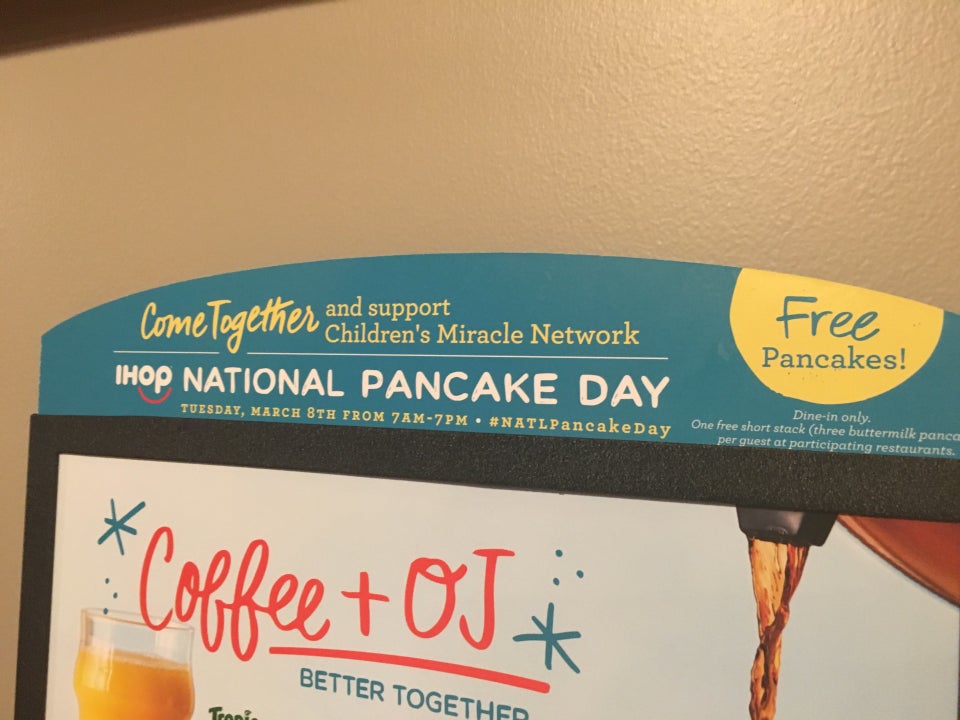 Come Together and support
Children's Miracle Network
IHOP NATIONAL PANCAKE DAY
TUESDAY, MARCH 8TH FROM 7AM-7PM • #NATLPancakeDay
Free
Pancakes!
Dine-in only.
One free short stack (three buttermilk
per guest at participating restaurants.
Coffee + OJ
BETTER TOGETHER